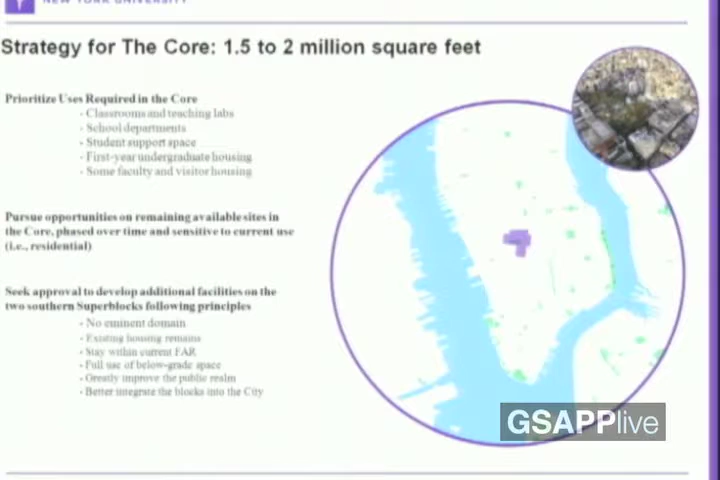 NEW YORK UNIVERSITY
Strategy for The Core: 1.5 to 2 million square feet
Prioritize Uses Required in the Core
- Classrooms and teaching labs
- School departments
- Student support space
- First-year undergraduate housing
- Some faculty and visitor housing
Pursue opportunities on remaining available sites in
the Core, phased over time and sensitive to current use
(i.e., residential)
Seek approval to develop additional facilities on the
two southern Superblocks following principles
- No eminent domain
- Existing housing remains
- Stay within current FAR
- Full use of below-grade space
- Greatly improve the public realm
- Better integrate the blocks into the City
GSAPPlive